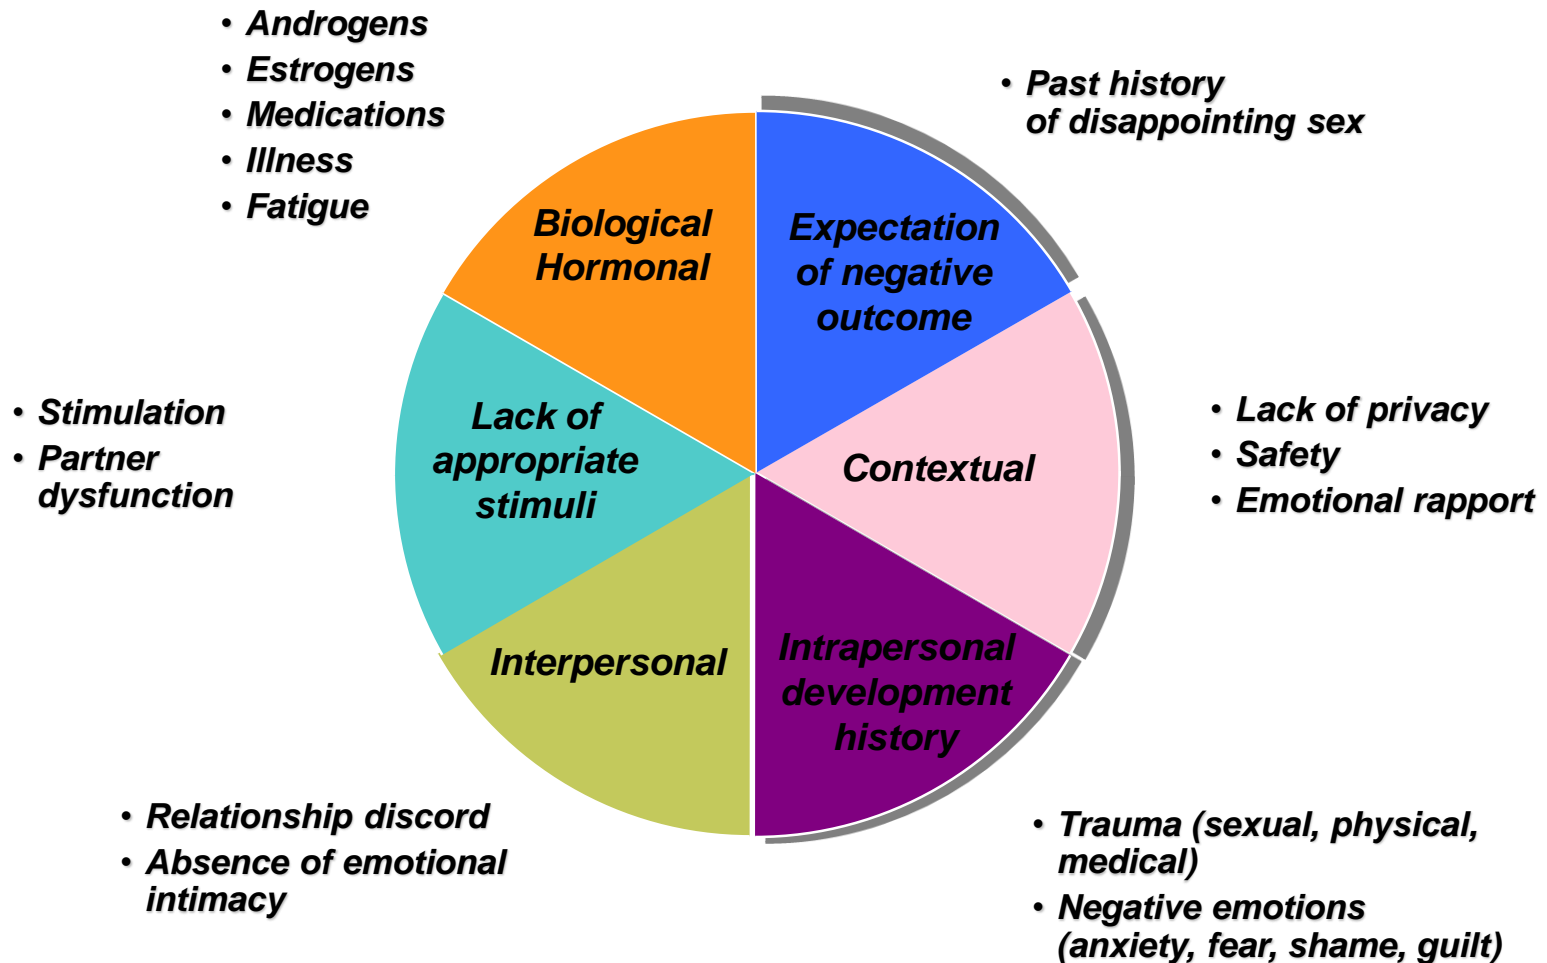 • Androgens
• Estrogens
• Medications
• Illness
• Fatigue
• Past history
of disappointing sex
Biological
Hormonal
Expectation
of negative
outcome
• Stimulation
• Partner
dysfunction
Lack of
appropriate
stimuli
Contextual
• Lack of privacy
• Safety
• Emotional rapport
Interpersonal
Intrapersonal
development
history
• Relationship discord
• Absence of emotional
intimacy
• Trauma (sexual, physical,
medical)
• Negative emotions
(anxiety, fear, shame, guilt)